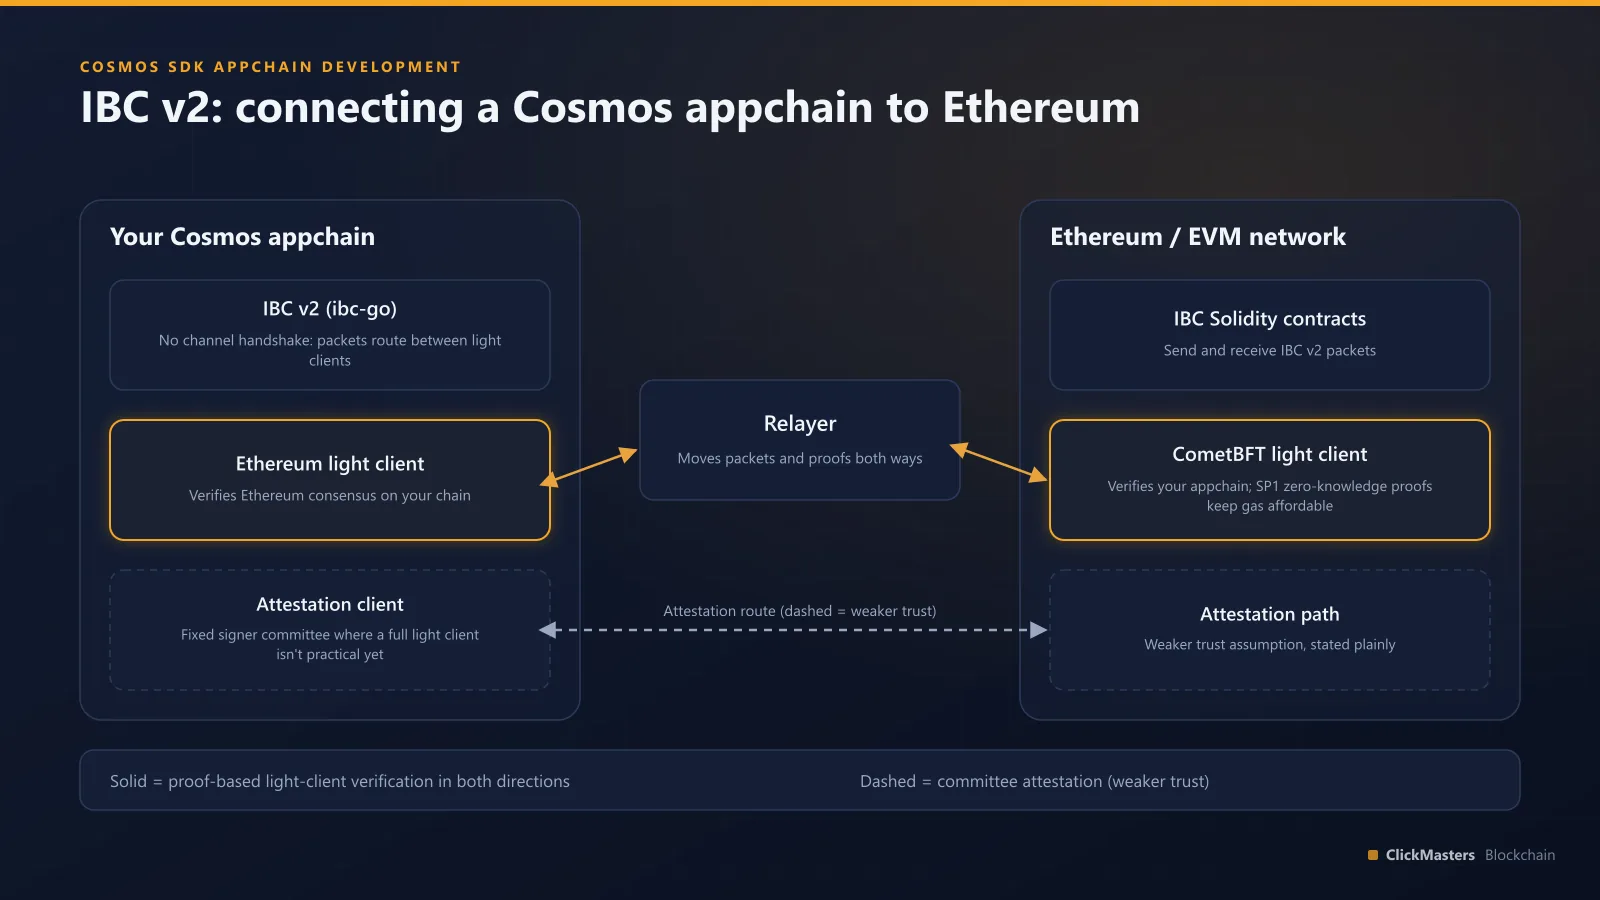 COSMOS SDK APPCHAIN DEVELOPMENT
IBC v2: connecting a Cosmos appchain to Ethereum
Your Cosmos appchain
IBC v2 (ibc-go)
No channel handshake: packets route between light
clients
Ethereum light client
Verifies Ethereum consensus on your chain
Attestation client
Fixed signer committee where a full light client
isn't practical yet
Relayer
Moves packets and proofs both ways
Attestation route (dashed = weaker trust)
Ethereum / EVM network
IBC Solidity contracts
Send and receive IBC v2 packets
CometBFT light client
Verifies your appchain; SP1 zero-knowledge proofs
keep gas affordable
Attestation path
Weaker trust assumption, stated plainly
Solid = proof-based light-client verification in both directions
Dashed = committee attestation (weaker trust)
ClickMasters Blockchain